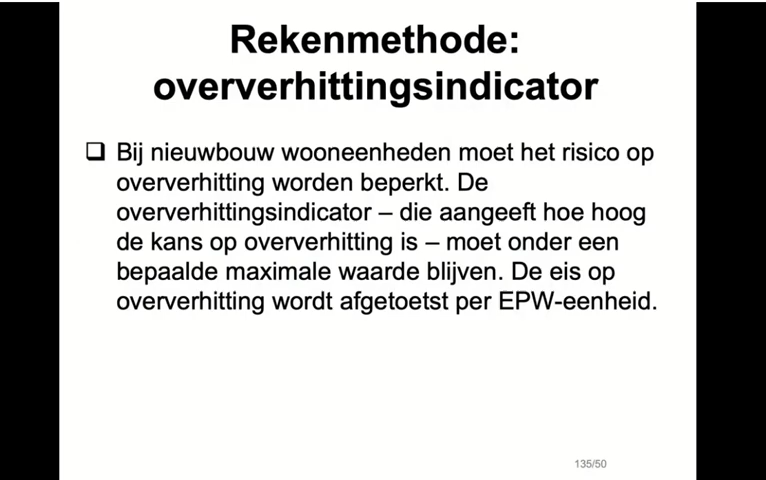 Rekenmethode:
oververhittingsindicator
❑ Bij nieuwbouw wooneenheden moet het risico op
oververhitting worden beperkt. De
oververhittingsindicator – die aangeeft hoe hoog
de kans op oververhitting is – moet onder een
bepaalde maximale waarde blijven. De eis op
oververhitting wordt afgetoetst per EPW-eenheid.
135/50